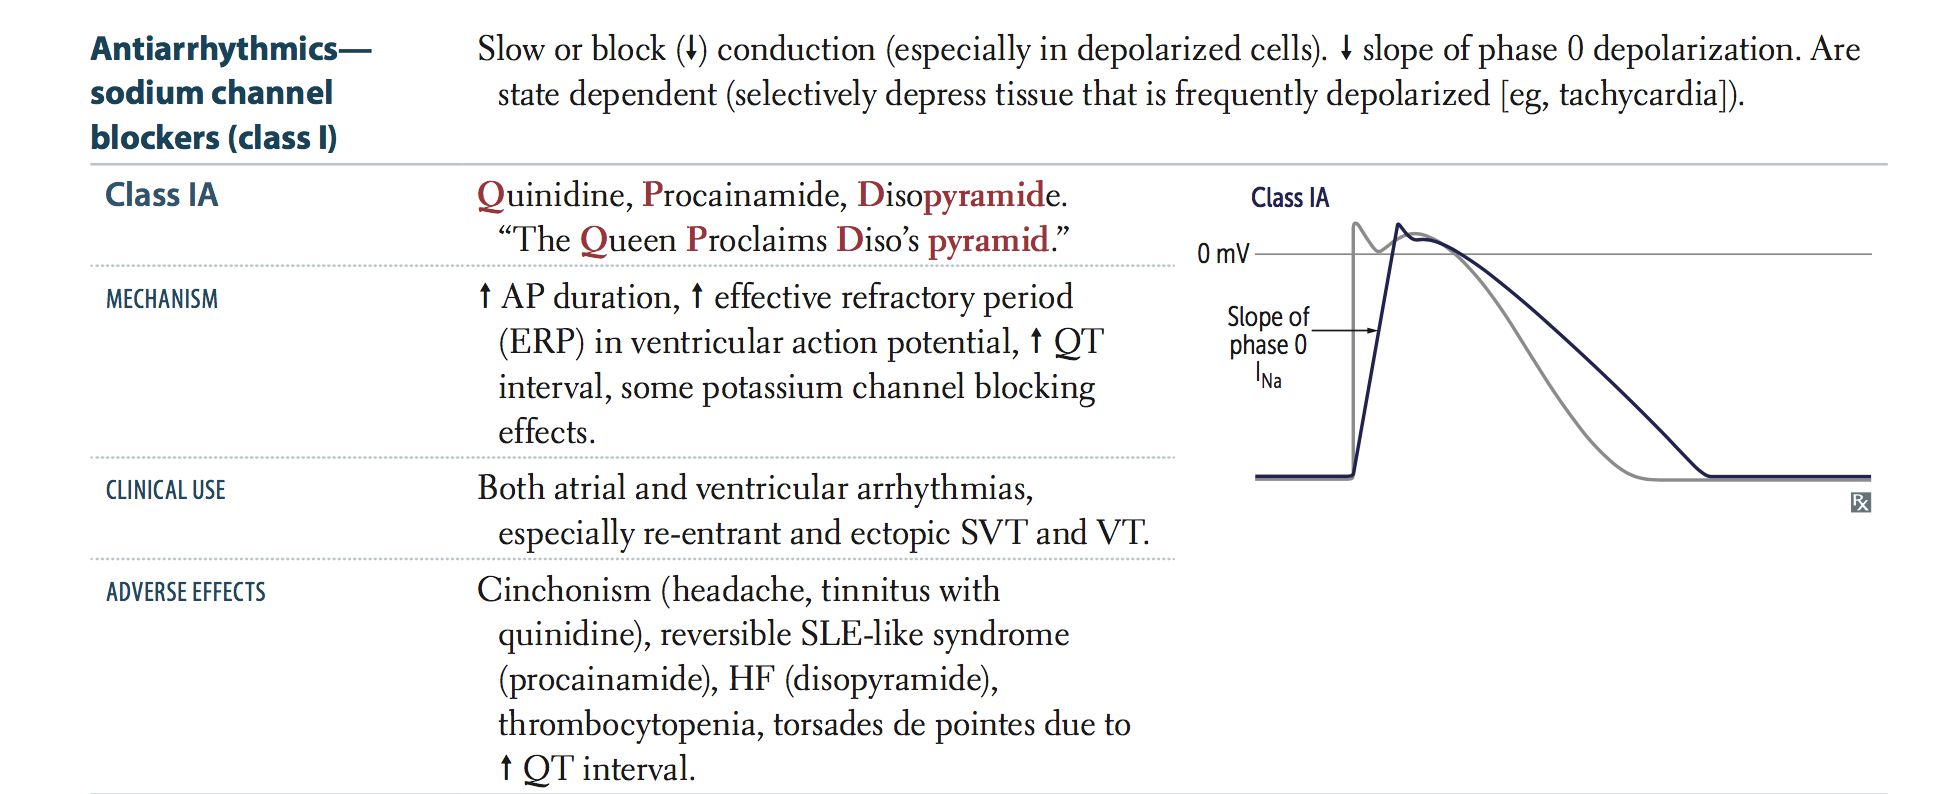 Antiarrhythmics—
sodium channel
blockers (class I)
Slow or block (↓) conduction (especially in depolarized cells). ↓ slope of phase 0 depolarization. Are
state dependent (selectively depress tissue that is frequently depolarized [eg, tachycardia]).
Class IA
Quinidine, Procainamide, Disopyramide.
“The Queen Proclaims Diso’s pyramid.”
MECHANISM
↑ AP duration, ↑ effective refractory period
(ERP) in ventricular action potential, ↑ QT
interval, some potassium channel blocking
effects.
CLINICAL USE
Both atrial and ventricular arrhythmias,
especially re-entrant and ectopic SVT and VT.
ADVERSE EFFECTS
Cinchonism (headache, tinnitus with
quinidine), reversible SLE-like syndrome
(procainamide), HF (disopyramide),
thrombocytopenia, torsades de pointes due to
↑ QT interval.
Class IA
0 mV
Slope of
phase 0
INa
Rx